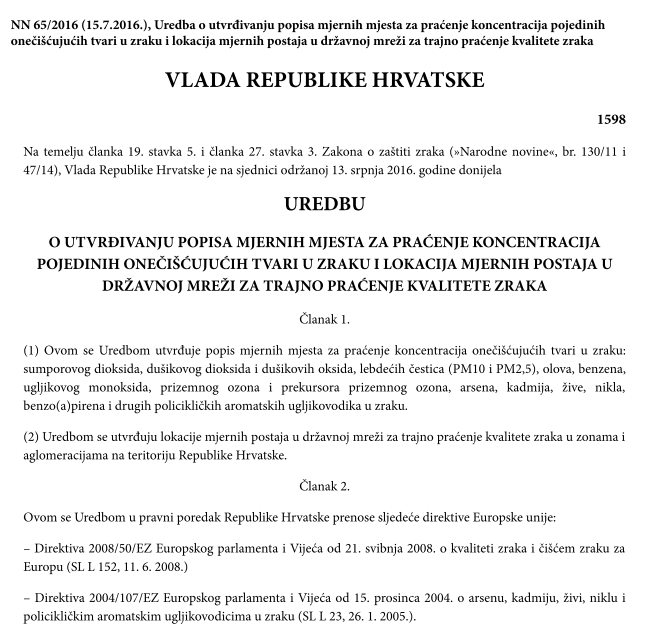 NN 65/2016 (15.7.2016.), Uredba o utvrđivanju popisa mjernih mjesta za praćenje koncentracija pojedinih
onečišćujućih tvari u zraku i lokacija mjernih postaja u državnoj mreži za trajno praćenje kvalitete zraka
VLADA REPUBLIKE HRVATSKE
1598
Na temelju članka 19. stavka 5. i članka 27. stavka 3. Zakona o zaštiti zraka (»Narodne novine«, br. 130/11 i
47/14), Vlada Republike Hrvatske je na sjednici održanoj 13. srpnja 2016. godine donijela
UREDBU
O UTVRĐIVANJU POPISA MJERNIH MJESTA ZA PRAĆENJE KONCENTRACIJA
POJEDINIH ONEČIŠĆUJUĆIH TVARI U ZRAKU I LOKACIJA MJERNIH POSTAJA U
DRŽAVNOJ MREŽI ZA TRAJNO PRAĆENJE KVALITETE ZRAKA
Članak 1.
(1) Ovom se Uredbom utvrđuje popis mjernih mjesta za praćenje koncentracija onečišćujućih tvari u zraku:
sumporovog dioksida, dušikovog dioksida i dušikovih oksida, lebdećih čestica (PM10 i PM2,5), olova, benzena,
ugljikovog monoksida, prizemnog ozona i prekursora prizemnog ozona, arsena, kadmija, žive, nikla,
benzo(a)pirena i drugih policikličkih aromatskih ugljikovodika u zraku.
(2) Uredbom se utvrđuju lokacije mjernih postaja u državnoj mreži za trajno praćenje kvalitete zraka u zonama i
aglomeracijama na teritoriju Republike Hrvatske.
Članak 2.
Ovom se Uredbom u pravni poredak Republike Hrvatske prenose sljedeće direktive Europske unije:
– Direktiva 2008/50/EZ Europskog parlamenta i Vijeća od 21. svibnja 2008. o kvaliteti zraka i čišćem zraku za
Europu (SL L 152, 11. 6. 2008.)
– Direktiva 2004/107/EZ Europskog parlamenta i Vijeća od 15. prosinca 2004. o arsenu, kadmiju, živi, niklu i
policikličkim aromatskim ugljikovodicima u zraku (SL L 23, 26. 1. 2005.).